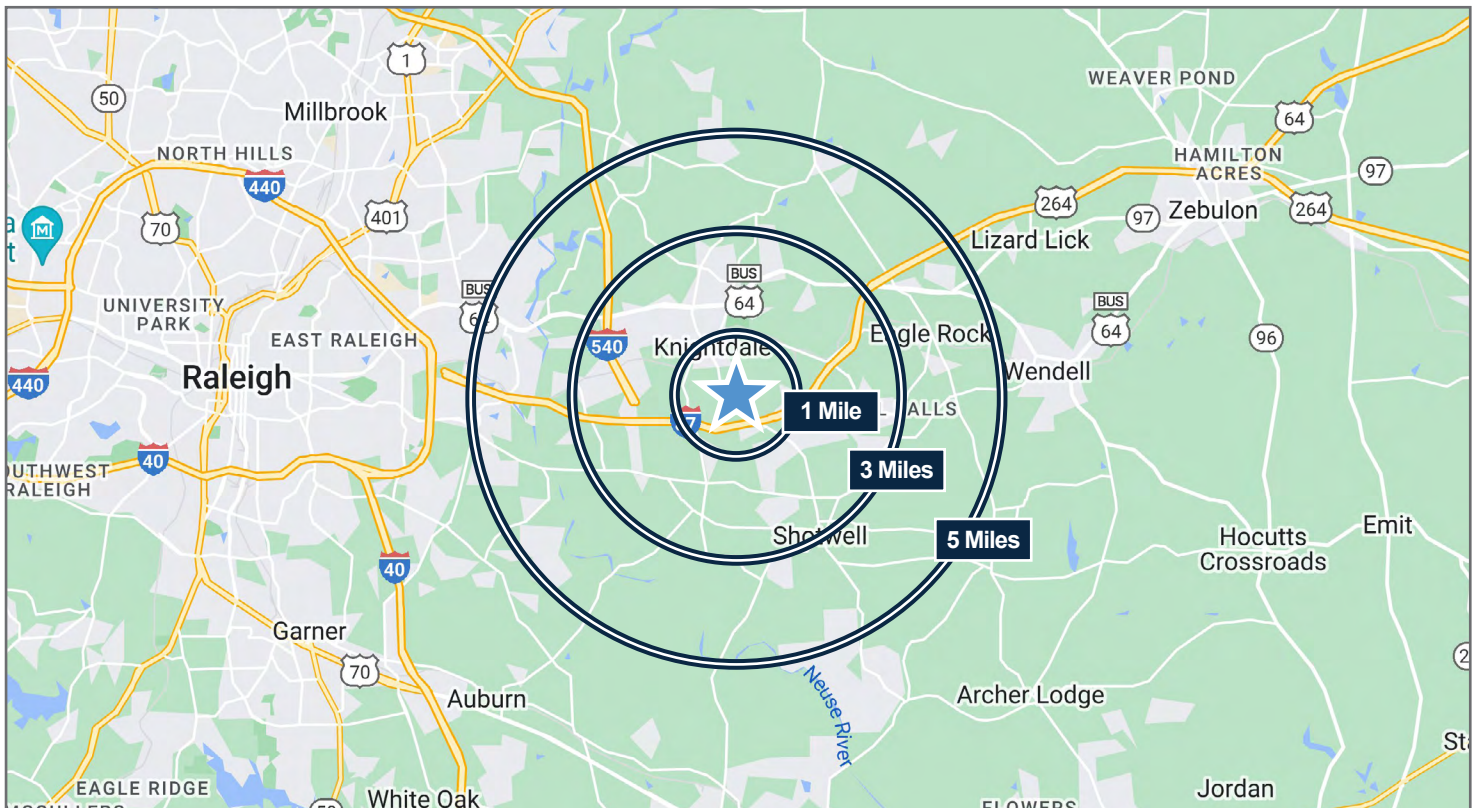 WEAVER POND
1
50
Millbrook
64
NORTH HILLS
HAMILTON
ACRES
97
440
264
97
Zebulon
264
401
70
Lizard Lick
BUS
64
BUS
BUS
64
UNIVERSITY
PARK
EAST RALEIGH
540
Knightdale
Eagle Rock
96
Raleigh
440
Wendell
1 Mile
40
SOUTHWEST
RALEIGH
3 Miles
Shotwell
5 Miles
Hocutts
Crossroads
Emit
40
Garner
70
Auburn
Neuse River
Archer Lodge
EAGLE RIDGE
White Oak
Jordan
FLOWERS